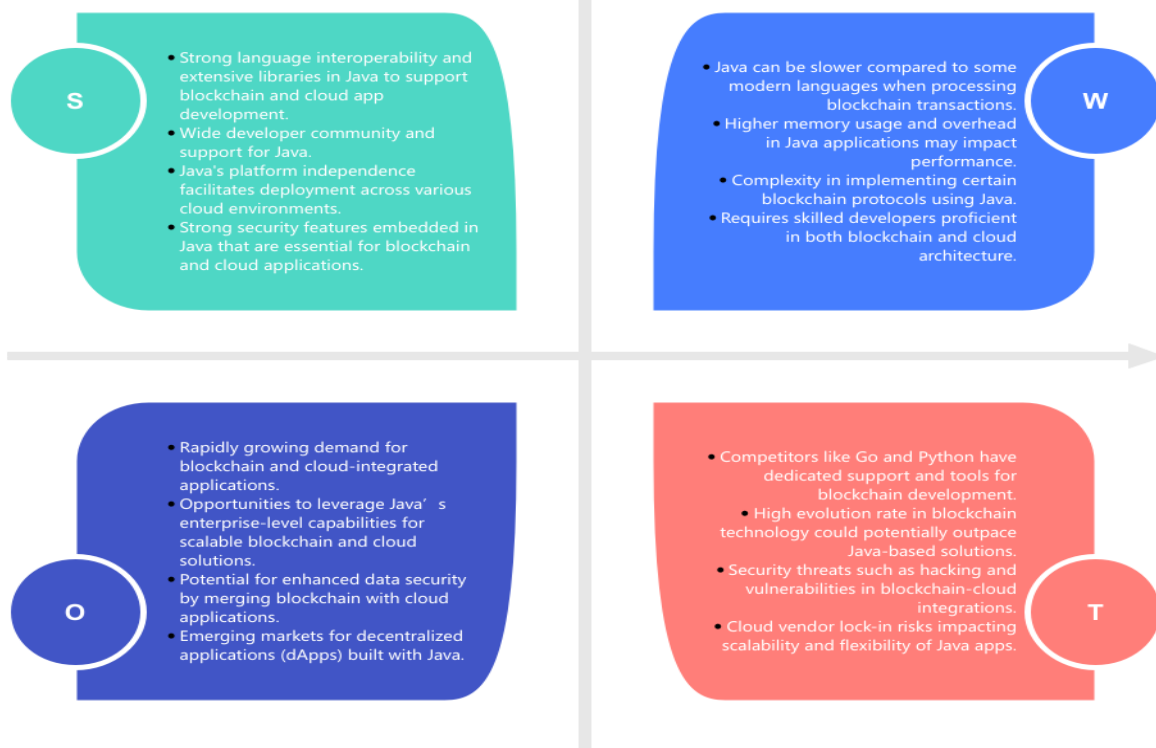 S
• Strong language interoperability and
extensive libraries in Java to support
blockchain and cloud app
development.
• Wide developer community and
support for Java.
• Java's platform independence
facilitates deployment across various
cloud environments.
• Strong security features embedded in
Java that are essential for blockchain
and cloud applications.
W
• Java can be slower compared to some
modern languages when processing
blockchain transactions.
• Higher memory usage and overhead
in Java applications may impact
performance.
• Complexity in implementing certain
blockchain protocols using Java.
• Requires skilled developers proficient
in both blockchain and cloud
architecture.
O
• Rapidly growing demand for
blockchain and cloud-integrated
applications.
• Opportunities to leverage Java’s
enterprise-level capabilities for
scalable blockchain and cloud
solutions.
• Potential for enhanced data security
by merging blockchain with cloud
applications.
• Emerging markets for decentralized
applications (dApps) built with Java.
T
• Competitors like Go and Python have
dedicated support and tools for
blockchain development.
• High evolution rate in blockchain
technology could potentially outpace
Java-based solutions.
• Security threats such as hacking and
vulnerabilities in blockchain-cloud
integrations.
• Cloud vendor lock-in risks impacting
scalability and flexibility of Java apps.